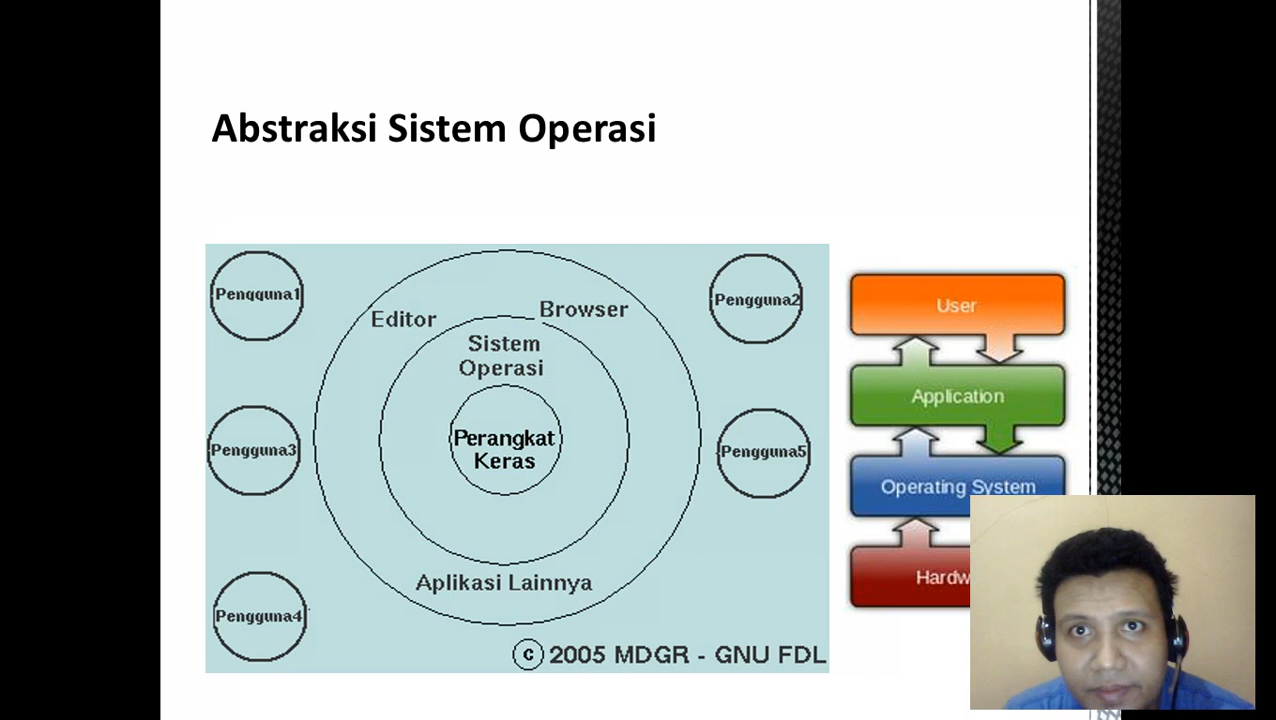 Abstraksi Sistem Operasi
Pengguna1
Pengguna2
Editor
Browser
Sistem
Operasi
Perangkat
Keras
Pengguna3
Pengguna5
Aplikasi Lainnya
Pengguna4
© 2005 MDGR - GNU FDL
User
Application
Operating System
Hardw